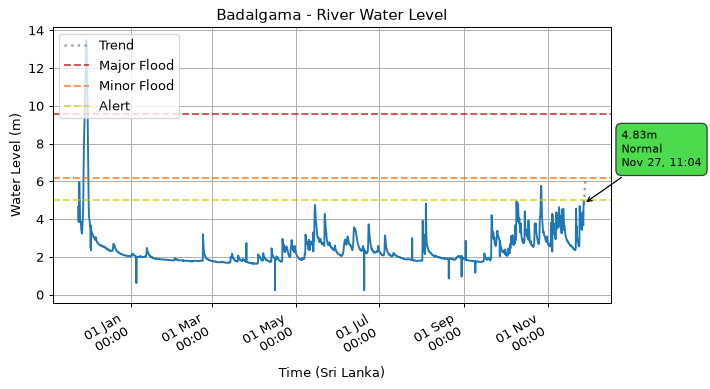 Badalgama - River Water Level
14
12
10
8
6
4
2
0
Water Level (m)
Trend
Major Flood
Minor Flood
Alert
4.83m
Normal
Nov 27, 11:04
01 Jan
00:00
01 Mar
00:00
01 May
00:00
01 Jul
00:00
01 Sep
00:00
01 Nov
00:00
Time (Sri Lanka)